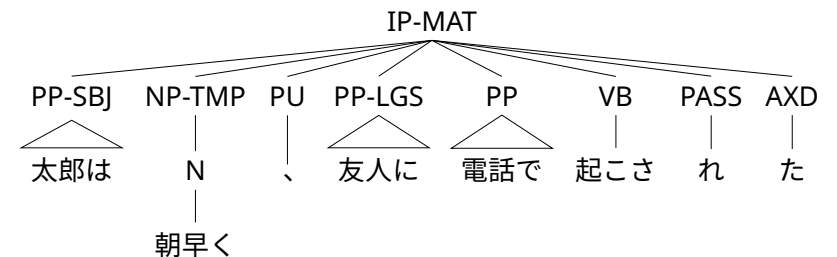 IP-MAT
PP-SBJ NP-TMP PU PP-LGS PP VB PASS AXD
太郎は N 、 友人に 電話で 起こさ れ た
朝早く